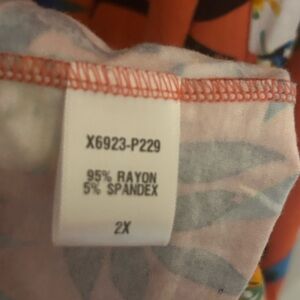 X6923-P229
95% RAYON
5% SPANDEX
2X